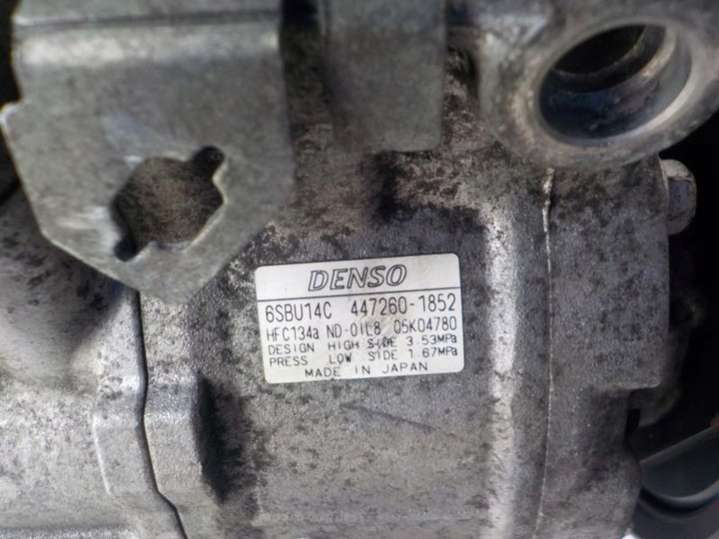 DENSO
6SBU14C 447260-1852
HFC134a ND-OIL8 05K04780
DESIGN HIGH SIDE 3.53MPa
PRESS LOW SIDE 1.67MPa
MADE IN JAPAN